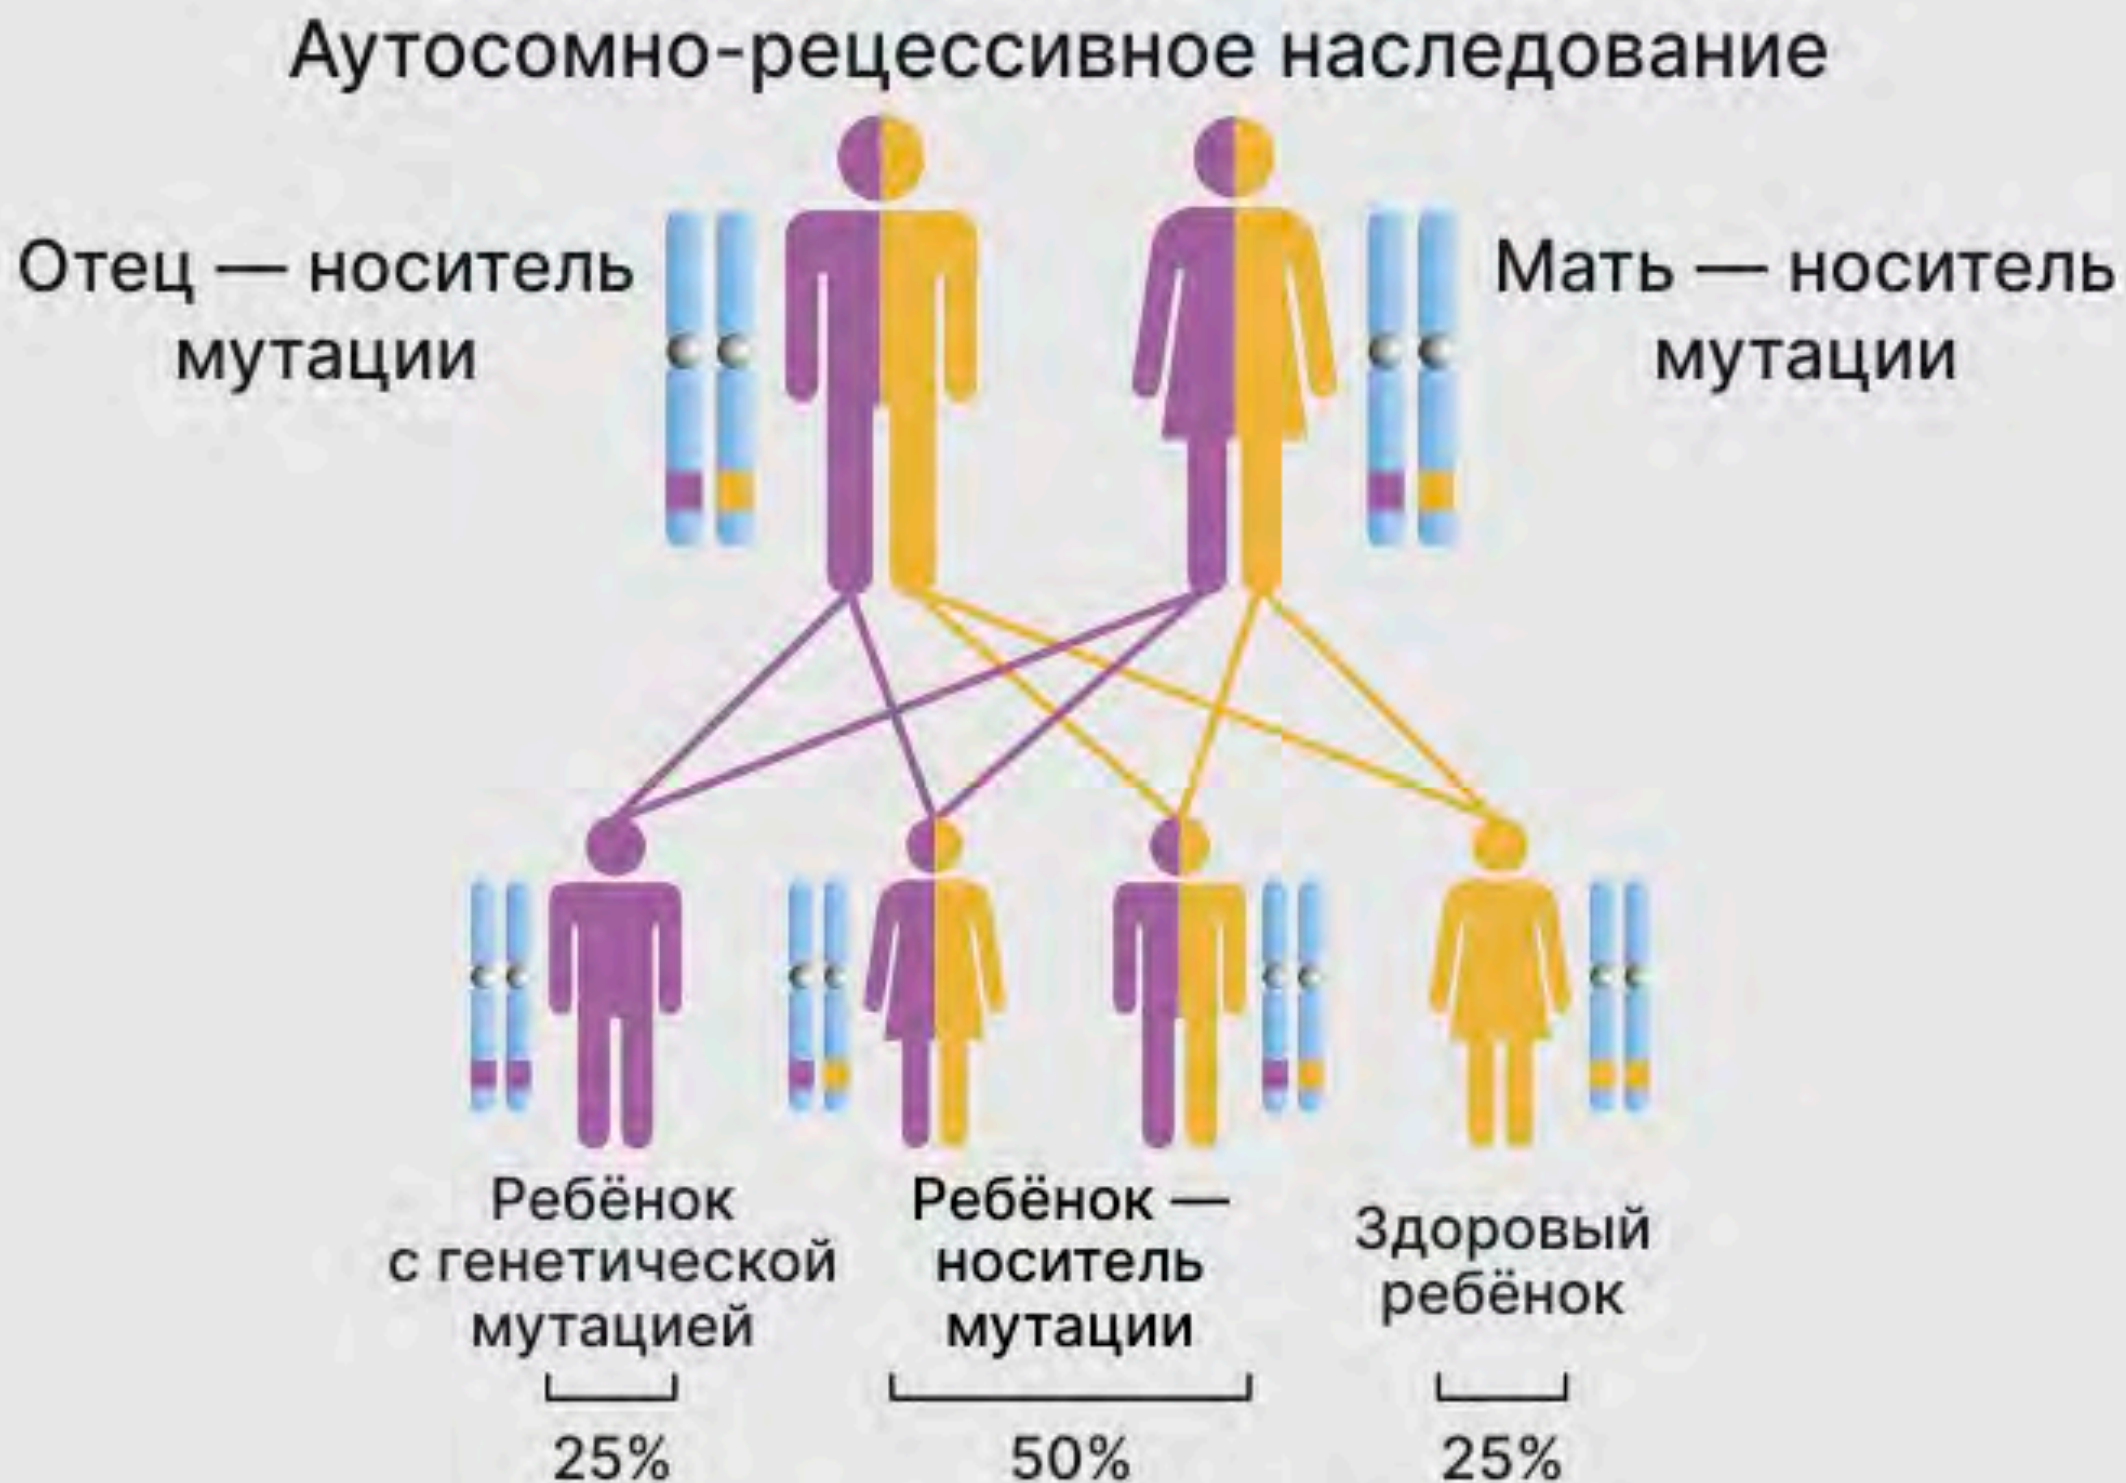 Аутосомно-рецессивное наследование
Отец — носитель
мутации
Мать — носитель
мутации
Ребёнок
с генетической
мутацией
Ребёнок —
носитель
мутации
Здоровый
ребёнок
25%
50%
25%